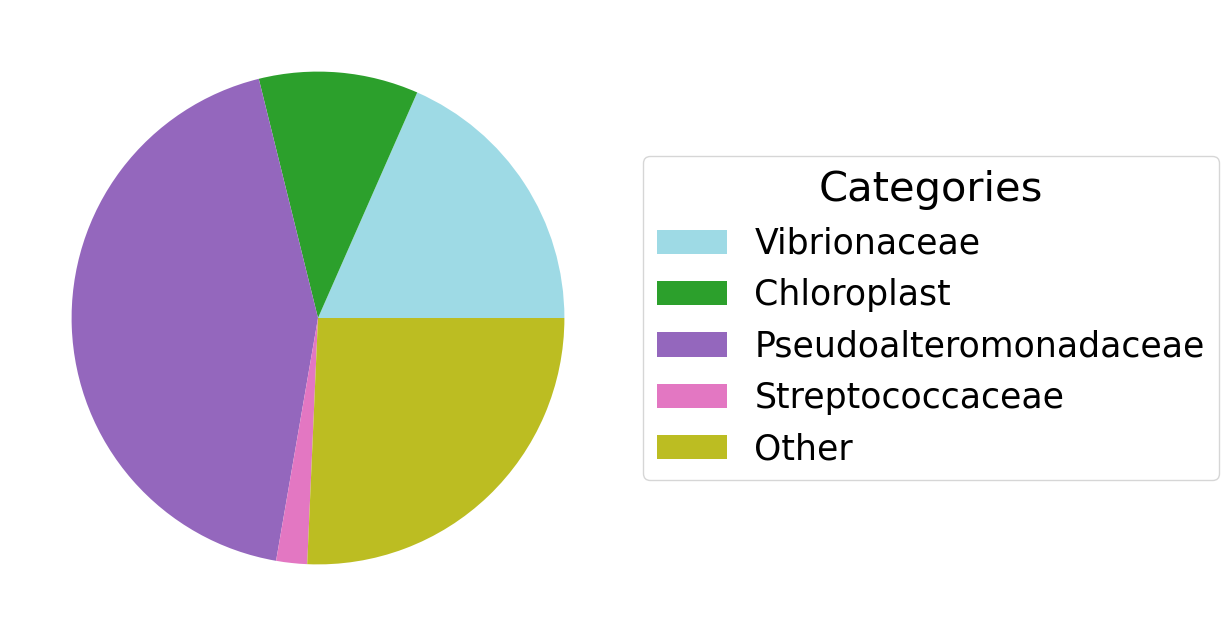 Categories
Vibrionaceae
Chloroplast
Pseudoalteromonadaceae
Streptococcaceae
Other